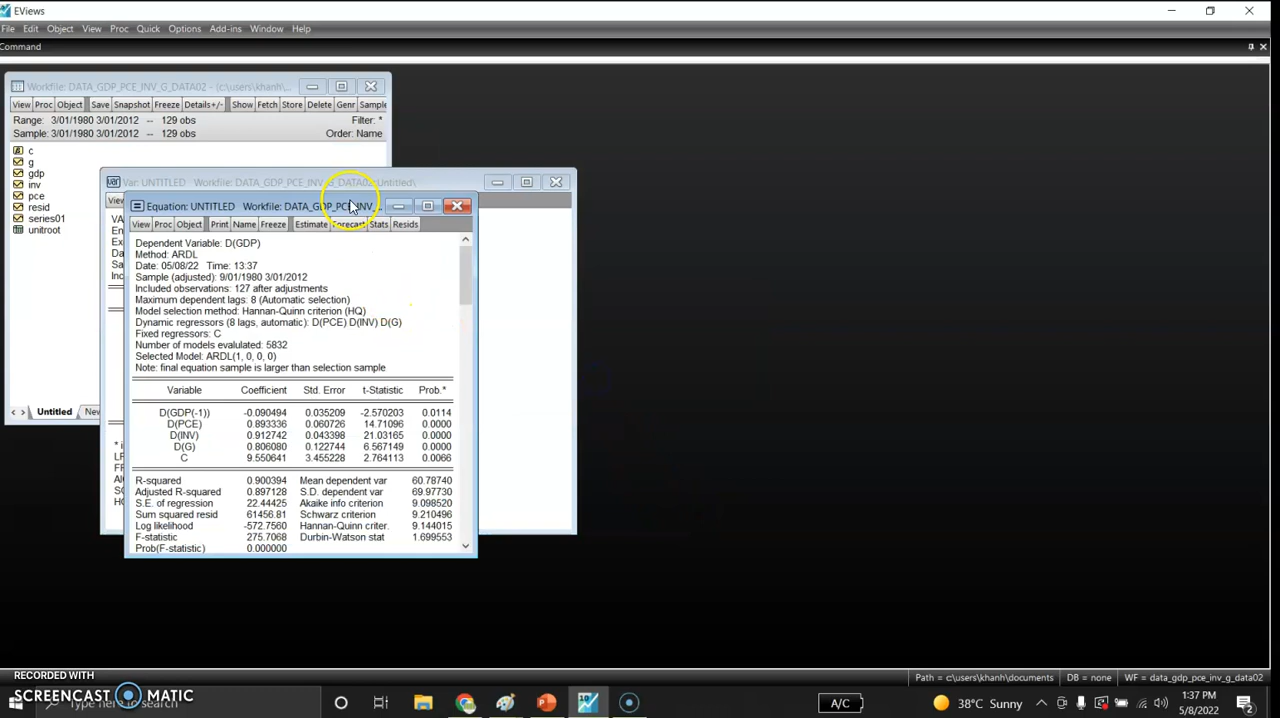 EViews
File Edit Object View Proc Quick Options Add-ins Window Help
Command
Workfile: DATA_GDP_PCE_INV_G_DATA02 - (c:\users\khanh\...
View Proc Object Save Snapshot Freeze Details+/- Show Fetch Store Delete Genr Sample
Range: 3/01/1980 3/01/2012 -- 129 obs Filter: *
Sample: 3/01/1980 3/01/2012 -- 129 obs Order: Name
c
g
gdp
inv
pce
resid
series01
unitroot
Untitled New
Var: UNTITLED Workfile: DATA_GDP_PCE_INV_G_DATA02::Untitled\
Equation: UNTITLED Workfile: DATA_GDP_PCE_INV_...
View Proc Object Print Name Freeze Estimate Forecast Stats Resids
Dependent Variable: D(GDP)
Method: ARDL
Date: 05/08/22 Time: 13:37
Sample (adjusted): 9/01/1980 3/01/2012
Included observations: 127 after adjustments
Maximum dependent lags: 8 (Automatic selection)
Model selection method: Hannan-Quinn criterion (HQ)
Dynamic regressors (8 lags, automatic): D(PCE) D(INV) D(G)
Fixed regressors: C
Number of models evalulated: 5832
Selected Model: ARDL(1, 0, 0, 0)
Note: final equation sample is larger than selection sample
Variable Coefficient Std. Error t-Statistic Prob.*
D(GDP(-1)) -0.090494 0.035209 -2.570203 0.0114
D(PCE) 0.893336 0.060726 14.71096 0.0000
D(INV) 0.912742 0.043398 21.03165 0.0000
D(G) 0.806080 0.122744 6.567149 0.0000
C 9.550641 3.455228 2.764113 0.0066
R-squared 0.900394 Mean dependent var 60.78740
Adjusted R-squared 0.897128 S.D. dependent var 69.97730
S.E. of regression 22.44425 Akaike info criterion 9.098520
Sum squared resid 61456.81 Schwarz criterion 9.210496
Log likelihood -572.7560 Hannan-Quinn criter. 9.144015
F-statistic 275.7068 Durbin-Watson stat 1.699553
Prob(F-statistic) 0.000000
Path = c:\users\khanh\documents DB = none WF = data_gdp_pce_inv_g_data02
RECORDED WITH
SCREENCAST MATIC
Type here to search
A/C
38°C Sunny
1:37 PM
5/8/2022
2